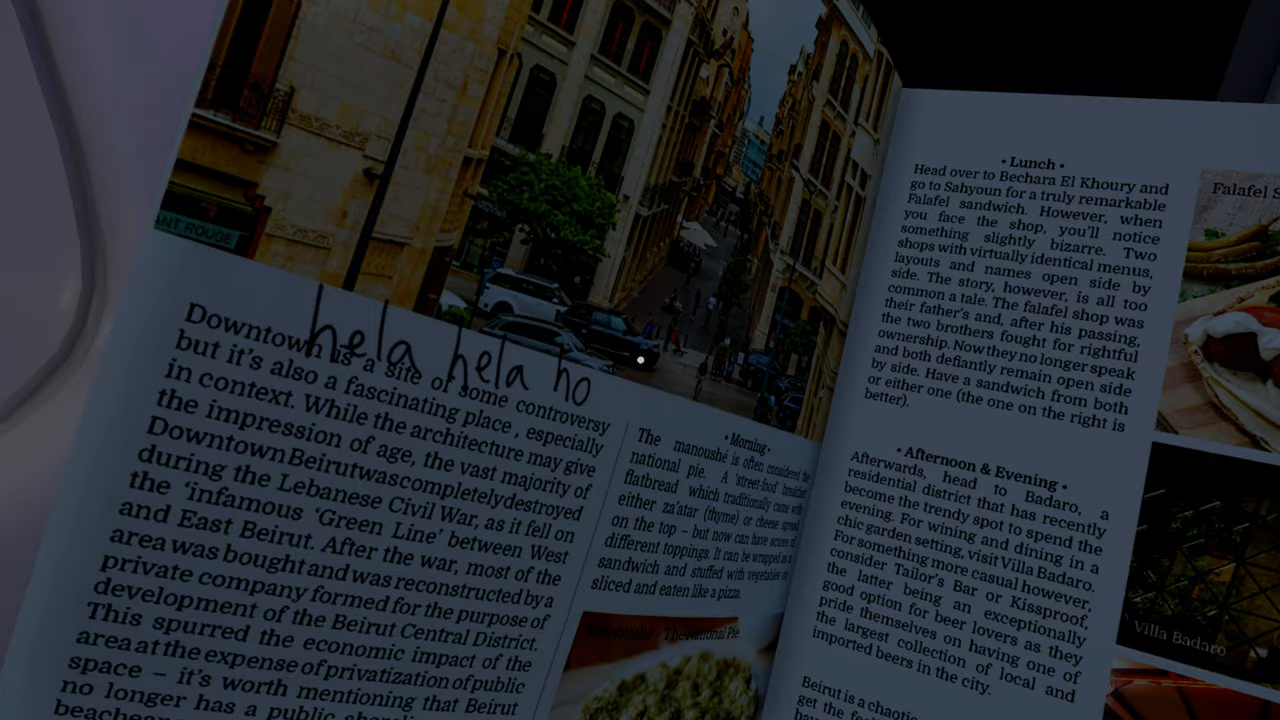 ANT ROUGE
hela hela ho
Downtown is a site of some controversy
but it's also a fascinating place , especially
in context. While the architecture may give
the impression of age, the vast majority of
Downtown Beirut was completely destroyed
during the Lebanese Civil War, as it fell on
the 'infamous 'Green Line' between West
and East Beirut. After the war, most of the
area was bought and was reconstructed by a
private company formed for the purpose of
development of the Beirut Central District.
This spurred the economic impact of the
area at the expense of privatization of public
space – it's worth mentioning that Beirut
no longer has a public
• Morning •
The manoushé is often considered the
national pie. A 'street-food' breakfast
flatbread which traditionally came with
either za'atar (thyme) or cheese spread
on the top – but now can have scores of
different toppings. It can be wrapped as a
sandwich and stuffed with vegetables or
sliced and eaten like a pizza.
Manoushé - The National Pie
• Lunch •
Head over to Bechara El Khoury and
go to Sahyoun for a truly remarkable
Falafel sandwich. However, when
you face the shop, you'll notice
something slightly bizarre. Two
shops with virtually identical menus,
layouts and names open side by
side. The story, however, is all too
common a tale. The falafel shop was
their father's and, after his passing,
the two brothers fought for rightful
ownership. Now they no longer speak
and both defiantly remain open side
by side. Have a sandwich from both
or either one (the one on the right is
better).
• Afternoon & Evening •
Afterwards, head to Badaro, a
residential district that has recently
become the trendy spot to spend the
evening. For wining and dining in a
chic garden setting, visit Villa Badaro.
For something more casual however,
consider Tailor's Bar or Kissproof,
the latter being an exceptionally
good option for beer lovers as they
pride themselves on having one of
the largest collection of local and
imported beers in the city.
Beirut is a chaotic
get the
Falafel S
Villa Badaro